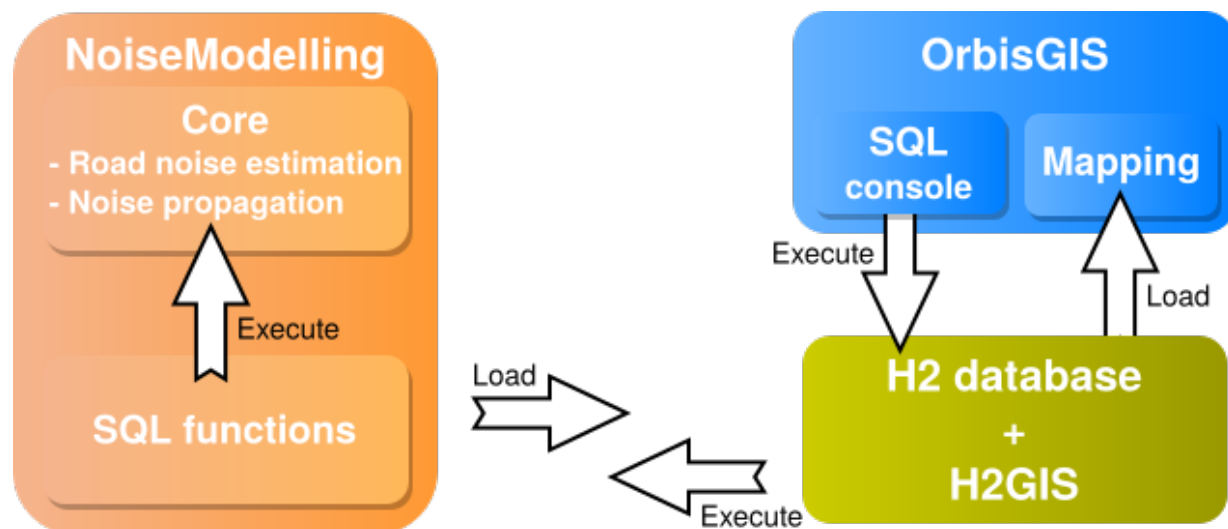 NoiseModelling
Core
- Road noise estimation
- Noise propagation
Execute
SQL functions
Load
Execute
OrbisGIS
SQL
console
Mapping
Execute
Load
H2 database
+
H2GIS